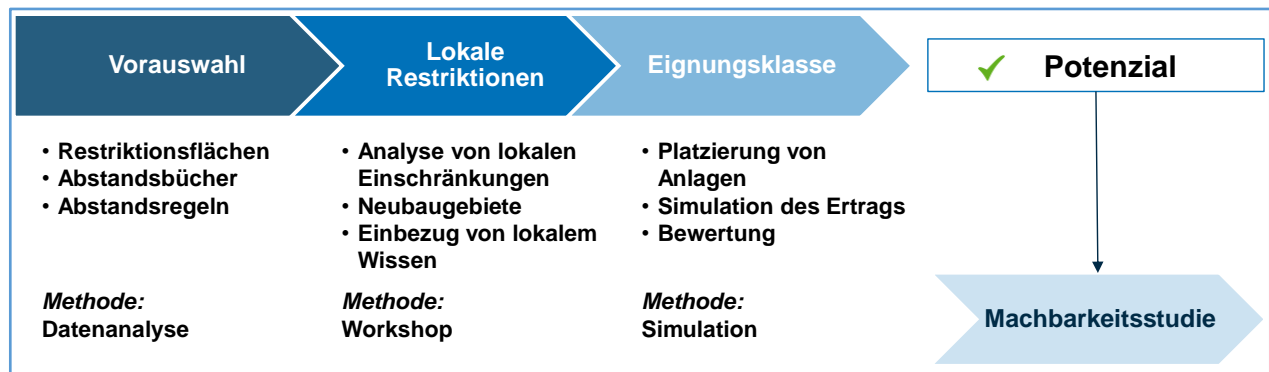 Vorauswahl
Lokale
Restriktionen
Eignungsklasse
✓ Potenzial
• Restriktionsflächen
• Abstandsbücher
• Abstandsregeln
Methode:
Datenanalyse
• Analyse von lokalen
Einschränkungen
• Neubaugebiete
• Einbezug von lokalem
Wissen
Methode:
Workshop
• Platzierung von
Anlagen
• Simulation des Ertrags
• Bewertung
Methode:
Simulation
Machbarkeitsstudie